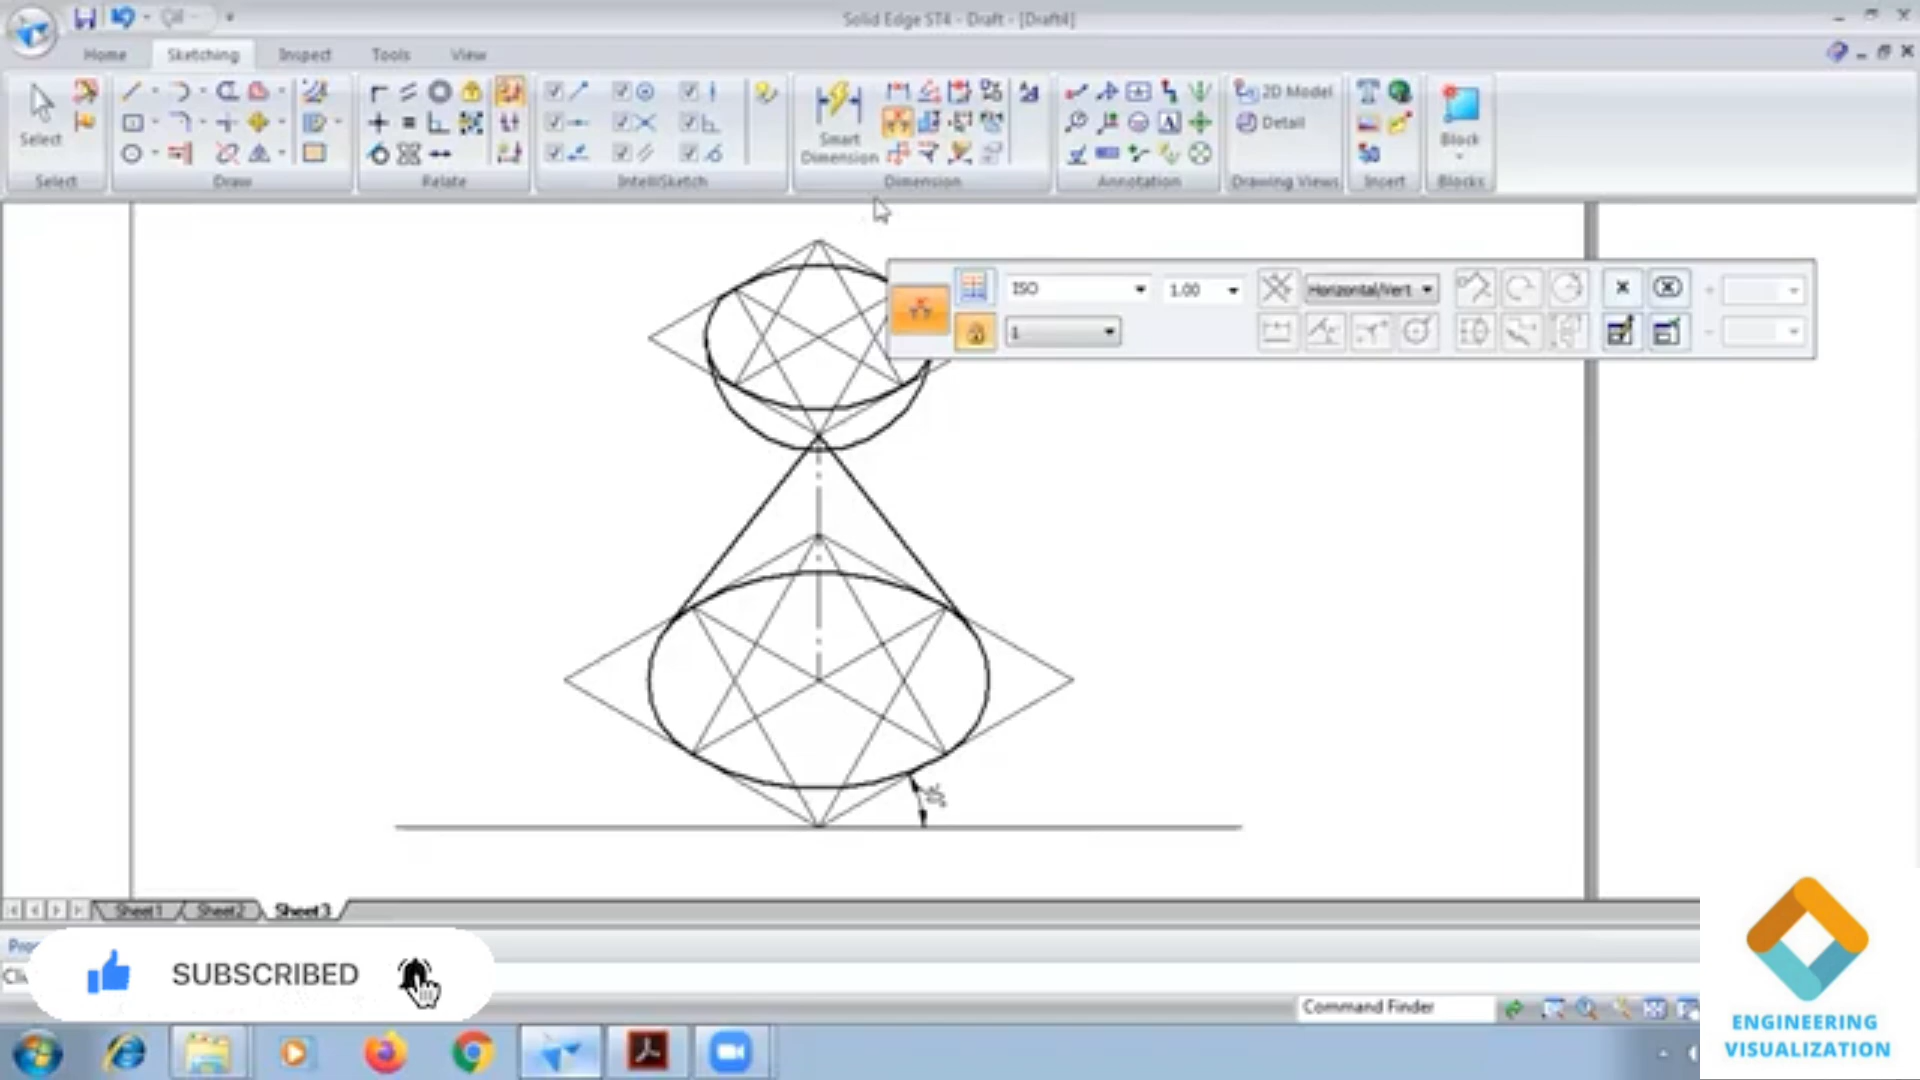 Solid Edge ST4 - Draft - [Draft4]
Home Sketching Inspect Tools View
Select
Smart
Dimension
2D Model
Detail
Block
Select Draw Relate IntelliSketch Dimension Annotation Drawing Views Insert Blocks
ISO 1.00 Horizontal/Vert
1
30°
Sheet1 Sheet2 Sheet3
SUBSCRIBED
Command Finder
ENGINEERING
VISUALIZATION